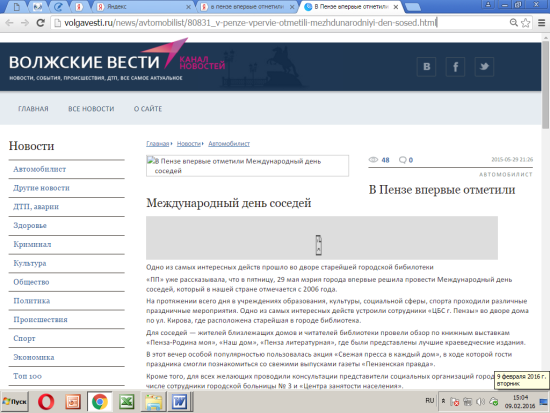 Яндекс
в пензе впервые отметили
В Пензе впервые отметили
volgavesti.ru/news/avtomobilist/80831_v-penze-vpervie-otmetili-mezhdunarodniyi-den-sosed.html
ВОЛЖСКИЕ ВЕСТИ
КАНАЛ
НОВОСТЕЙ
НОВОСТИ, СОБЫТИЯ, ПРОИСШЕСТВИЯ, ДТП, ВСЕ САМОЕ АКТУАЛЬНОЕ
В f
ГЛАВНАЯ ВСЕ НОВОСТИ О САЙТЕ
Новости
Автомобилист
Другие новости
ДТП, аварии
Здоровье
Криминал
Культура
Общество
Политика
Происшествия
Спорт
Экономика
Топ 100
Главная Новости Автомобилист
В Пензе впервые отметили Международный день
соседей
48 0 2015-05-29 21:26
АВТОМОБИЛИСТ
В Пензе впервые отметили
Международный день соседей
Одно из самых интересных действ прошло во дворе старейшей городской бибилотеки
«ПП» уже рассказывала, что в пятницу, 29 мая мэрия города впервые решила провести Международный день
соседей, который в нашей стране отмечается с 2006 года.
На протяжении всего дня в учреждениях образования, культуры, социальной сферы, спорта проходили различные
праздничные мероприятия. Одно из самых интересных действ устроили сотрудники «ЦБС г. Пензы» во дворе дома
по ул. Кирова, где расположена старейшая в городе библиотека.
Для соседей — жителей близлежащих домов и читателей библиотеки провели обзор по книжным выставкам
«Пенза-Родина моя», «Наш дом», «Пенза литературная», где были представлены лучшие краеведческие издания.
В этот вечер особой популярностью пользовалась акция «Свежая пресса в каждый дом», в ходе которой гости
праздника смогли познакомиться со свежими выпусками газеты «Пензенская правда».
Кроме того, для всех желающих проводили консультации представители социальных организаций города
числе сотрудники городской больницы № 3 и «Центра занятости населения».
9 февраля 2016 г.
вторник
Пуск
RU
15:04
09.02.2016